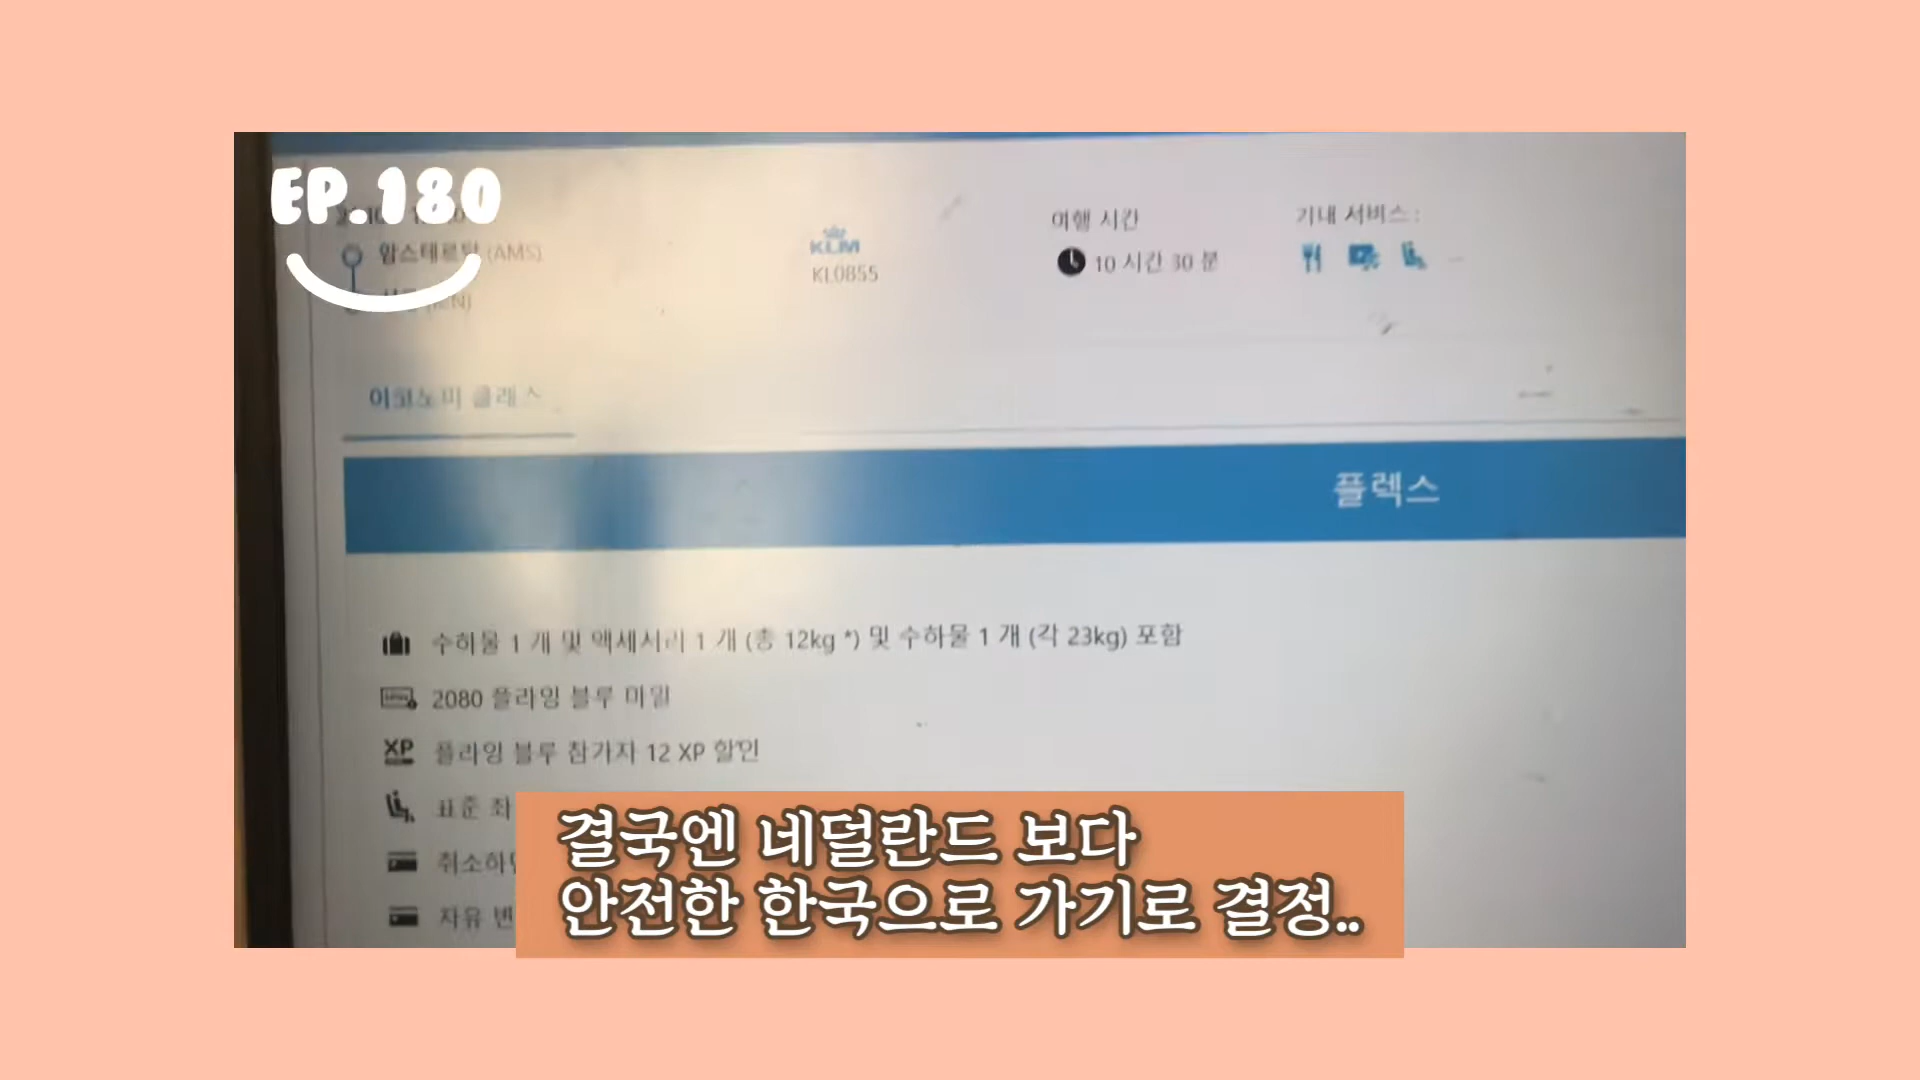 EP.180
암스테르담 (AMS)
KLM
KL0855
여행 시간
10 시간 30 분
기내 서비스 :
이코노미 클래스
플렉스
수하물 1 개 및 액세서리 1 개 (총 12kg *) 및 수하물 1 개 (각 23kg) 포함
2080 플라잉 블루 마일
XP 플라잉 블루 참가자 12 XP 할인
표준 좌
취소하면
자유 변
결국엔 네덜란드 보다
안전한 한국으로 가기로 결정..